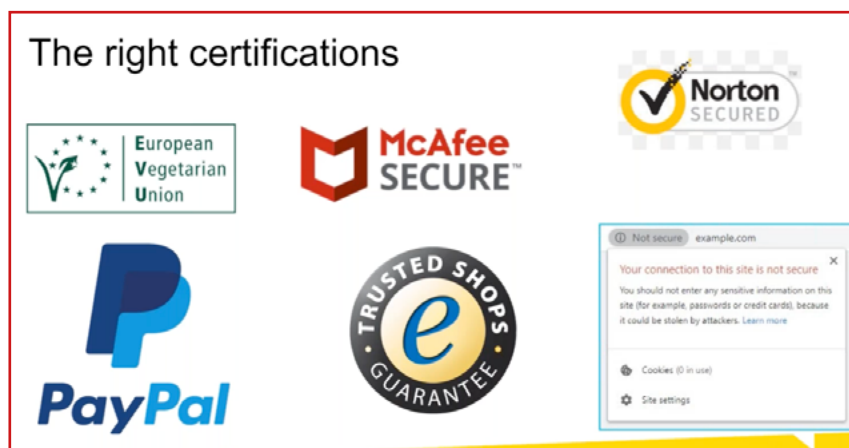 The right certifications
Norton
SECURED
European
Vegetarian
Union
McAfee
SECURE™
PayPal
TRUSTED SHOPS
e
GUARANTEE
Not secure example.com
Your connection to this site is not secure
You should not enter any sensitive information on this
site (for example, passwords or credit cards), because
it could be stolen by attackers. Learn more
Cookies (0 in use)
Site settings